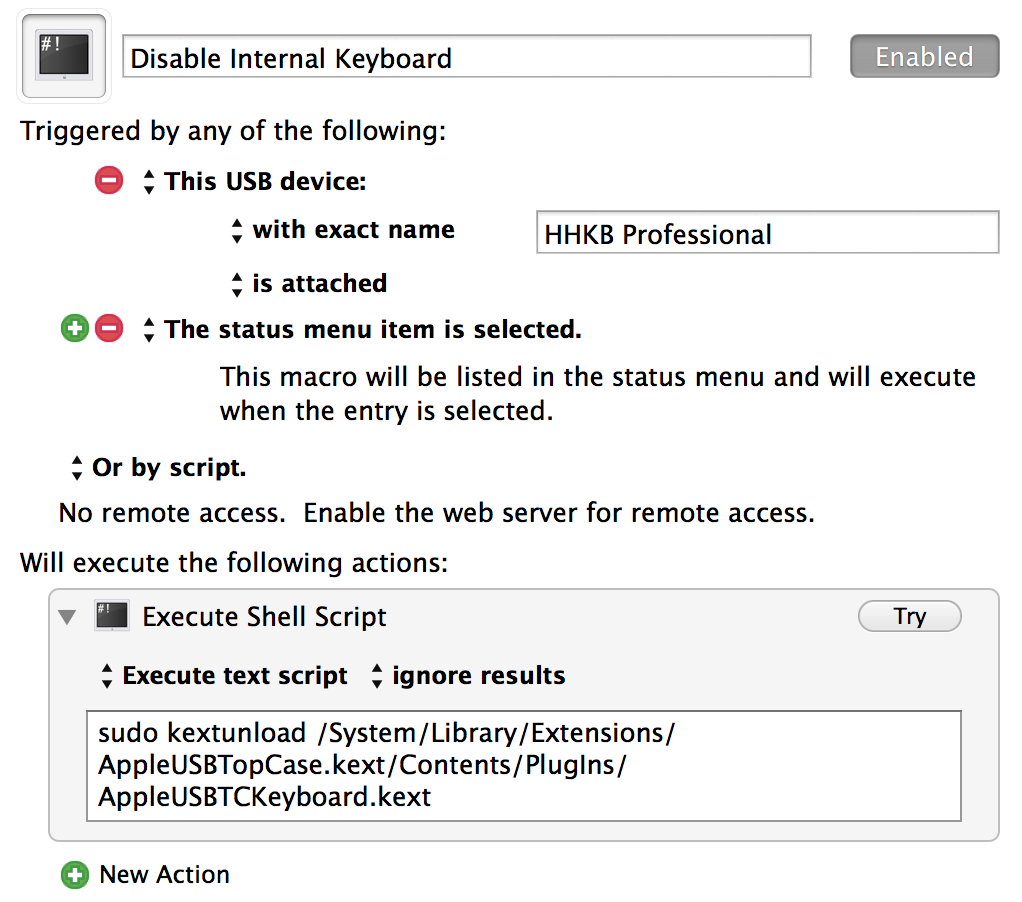 #!
Disable Internal Keyboard
Enabled
Triggered by any of the following:
This USB device:
with exact name
HHKB Professional
is attached
The status menu item is selected.
This macro will be listed in the status menu and will execute
when the entry is selected.
Or by script.
No remote access.  Enable the web server for remote access.
Will execute the following actions:
#!
Execute Shell Script
Try
Execute text script
ignore results
sudo kextunload /System/Library/Extensions/
AppleUSBTopCase.kext/Contents/PlugIns/
AppleUSBTCKeyboard.kext
New Action